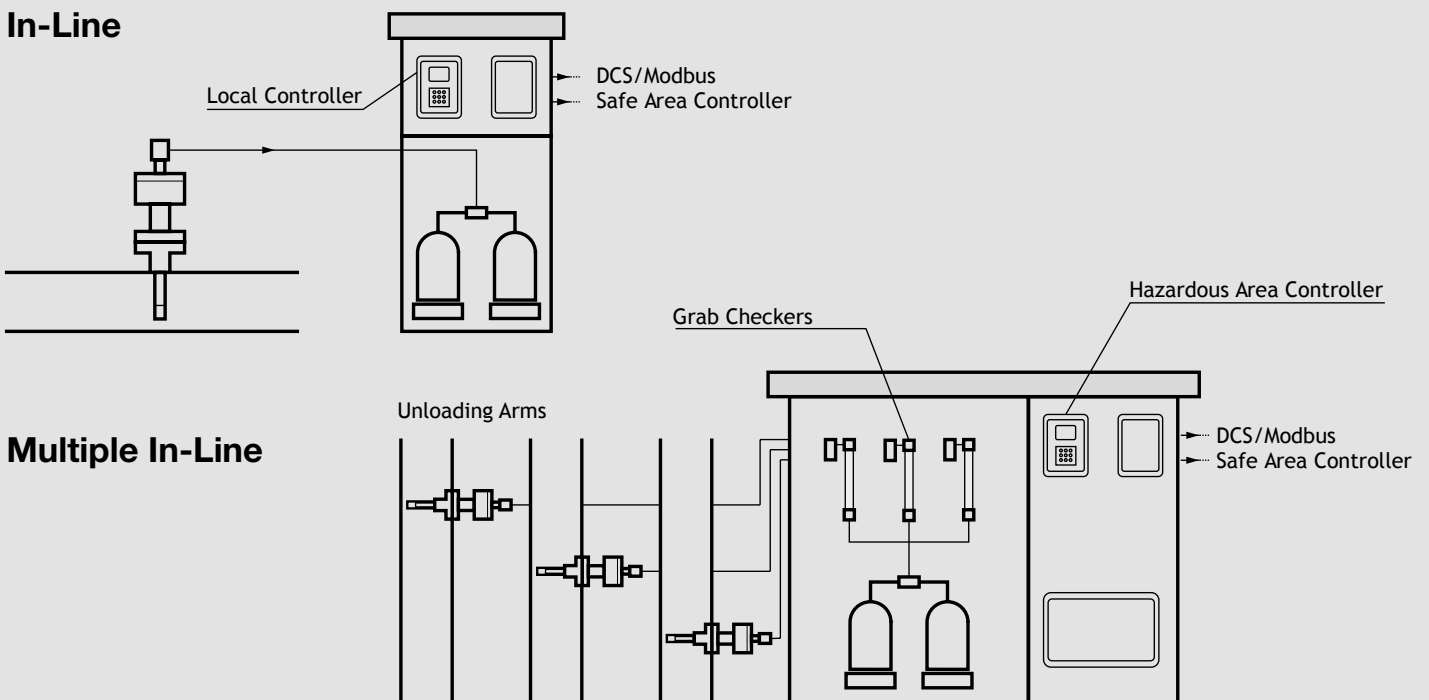 In-Line
Local Controller
DCS/Modbus
Safe Area Controller
Hazardous Area Controller
Grab Checkers
Unloading Arms
Multiple In-Line
DCS/Modbus
Safe Area Controller